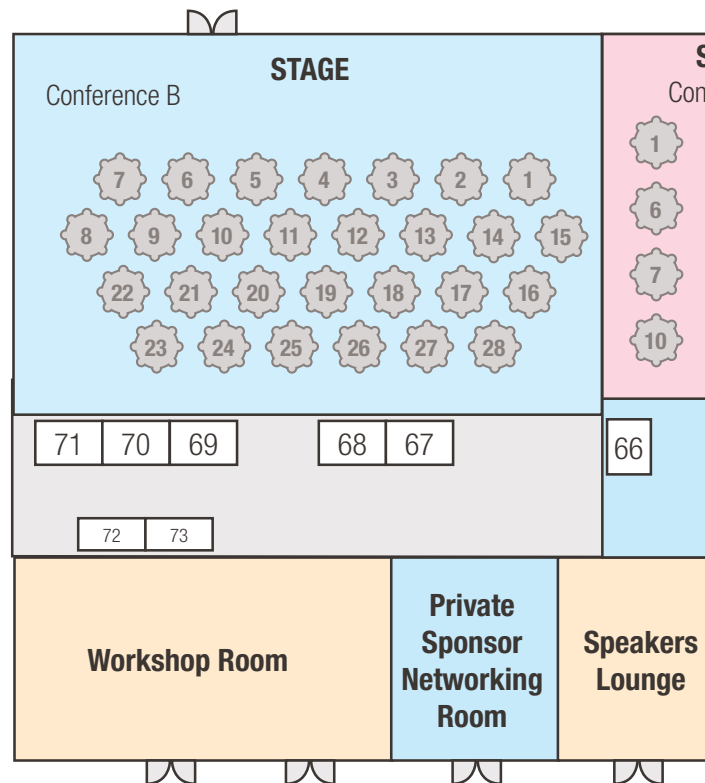 STAGE
Conference B
7 6 5 4 3 2 1
8 9 10 11 12 13 14 15
22 21 20 19 18 17 16
23 24 25 26 27 28
S
Con
1
6
7
10
71 70 69 68 67 66
72 73
Workshop Room
Private
Sponsor
Networking
Room
Speakers
Lounge